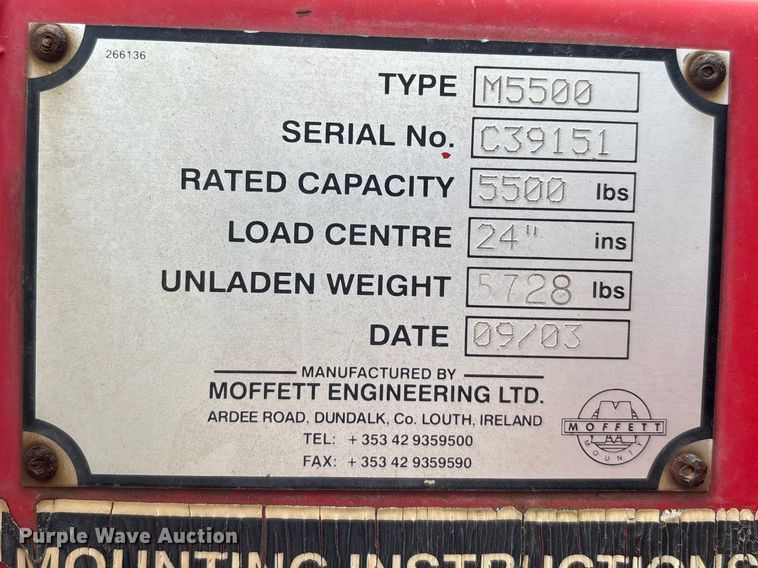 266136
TYPE M5500
SERIAL No. C39151
RATED CAPACITY 5500 lbs
LOAD CENTRE 24" ins
UNLADEN WEIGHT 5728 lbs
DATE 09/03
MANUFACTURED BY
MOFFETT ENGINEERING LTD.
ARDEE ROAD, DUNDALK, Co. LOUTH, IRELAND
TEL: + 353 42 9359500
FAX: + 353 42 9359590
MOFFETT
MOUNTY
Purple Wave Auction
MOUNTING INSTRUCTIONS